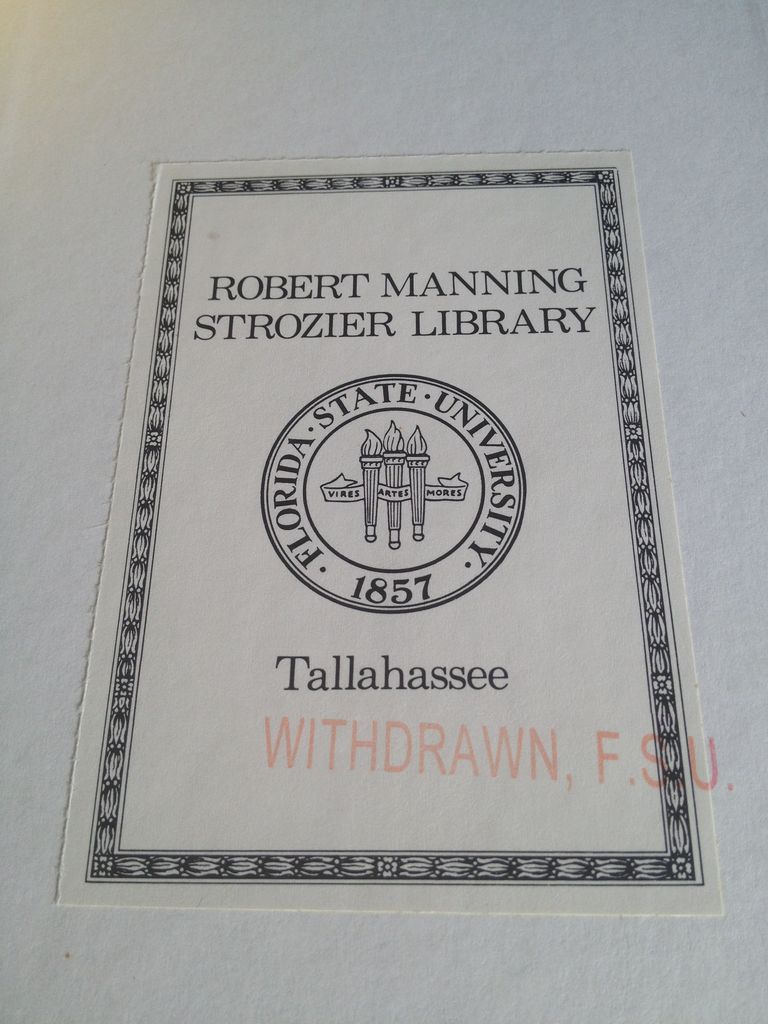 ROBERT MANNING
STROZIER LIBRARY
· FLORIDA · STATE · UNIVERSITY ·
VIRES ARTES MORES
1857
Tallahassee
WITHDRAWN, F.S.U.